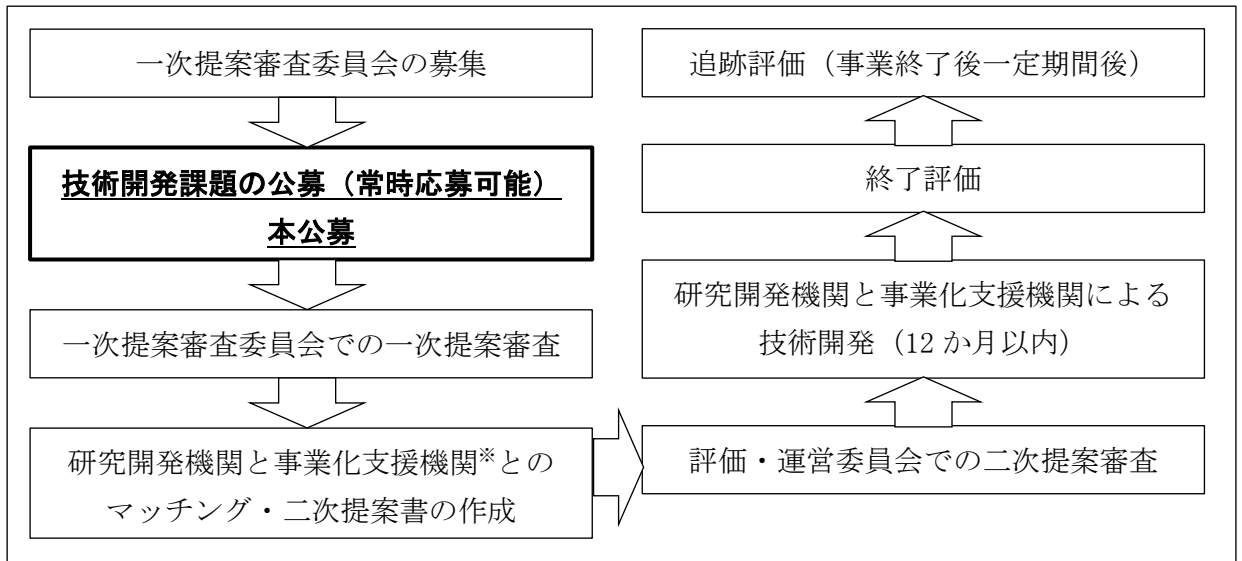 一次提案審査委員会の募集
技術開発課題の公募（常時応募可能）
本公募
一次提案審査委員会での一次提案審査
研究開発機関と事業化支援機関※との
マッチング・二次提案書の作成
評価・運営委員会での二次提案審査
研究開発機関と事業化支援機関による
技術開発（12 か月以内）
終了評価
追跡評価（事業終了後一定期間後）